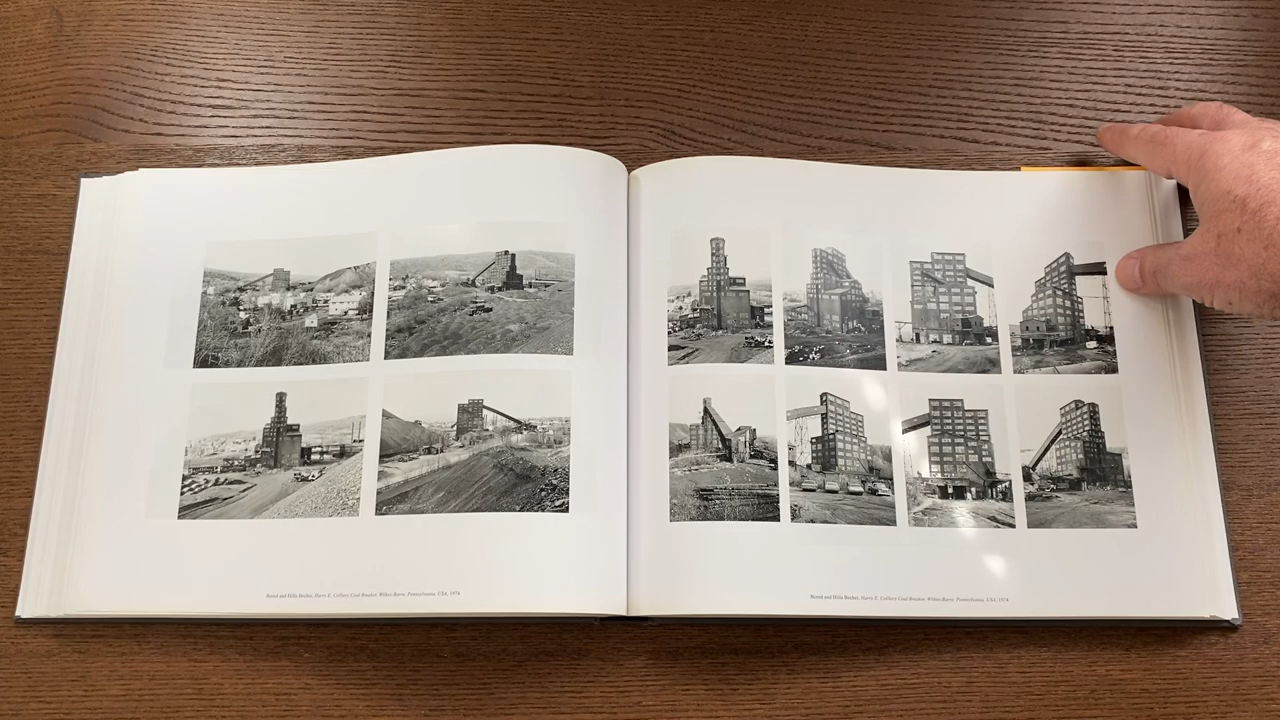 Bernd and Hilla Becher, Harry E. Colliery Coal Breaker, Wilkes-Barre, Pennsylvania, USA, 1974
Bernd and Hilla Becher, Harry E. Colliery Coal Breaker, Wilkes-Barre, Pennsylvania, USA, 1974